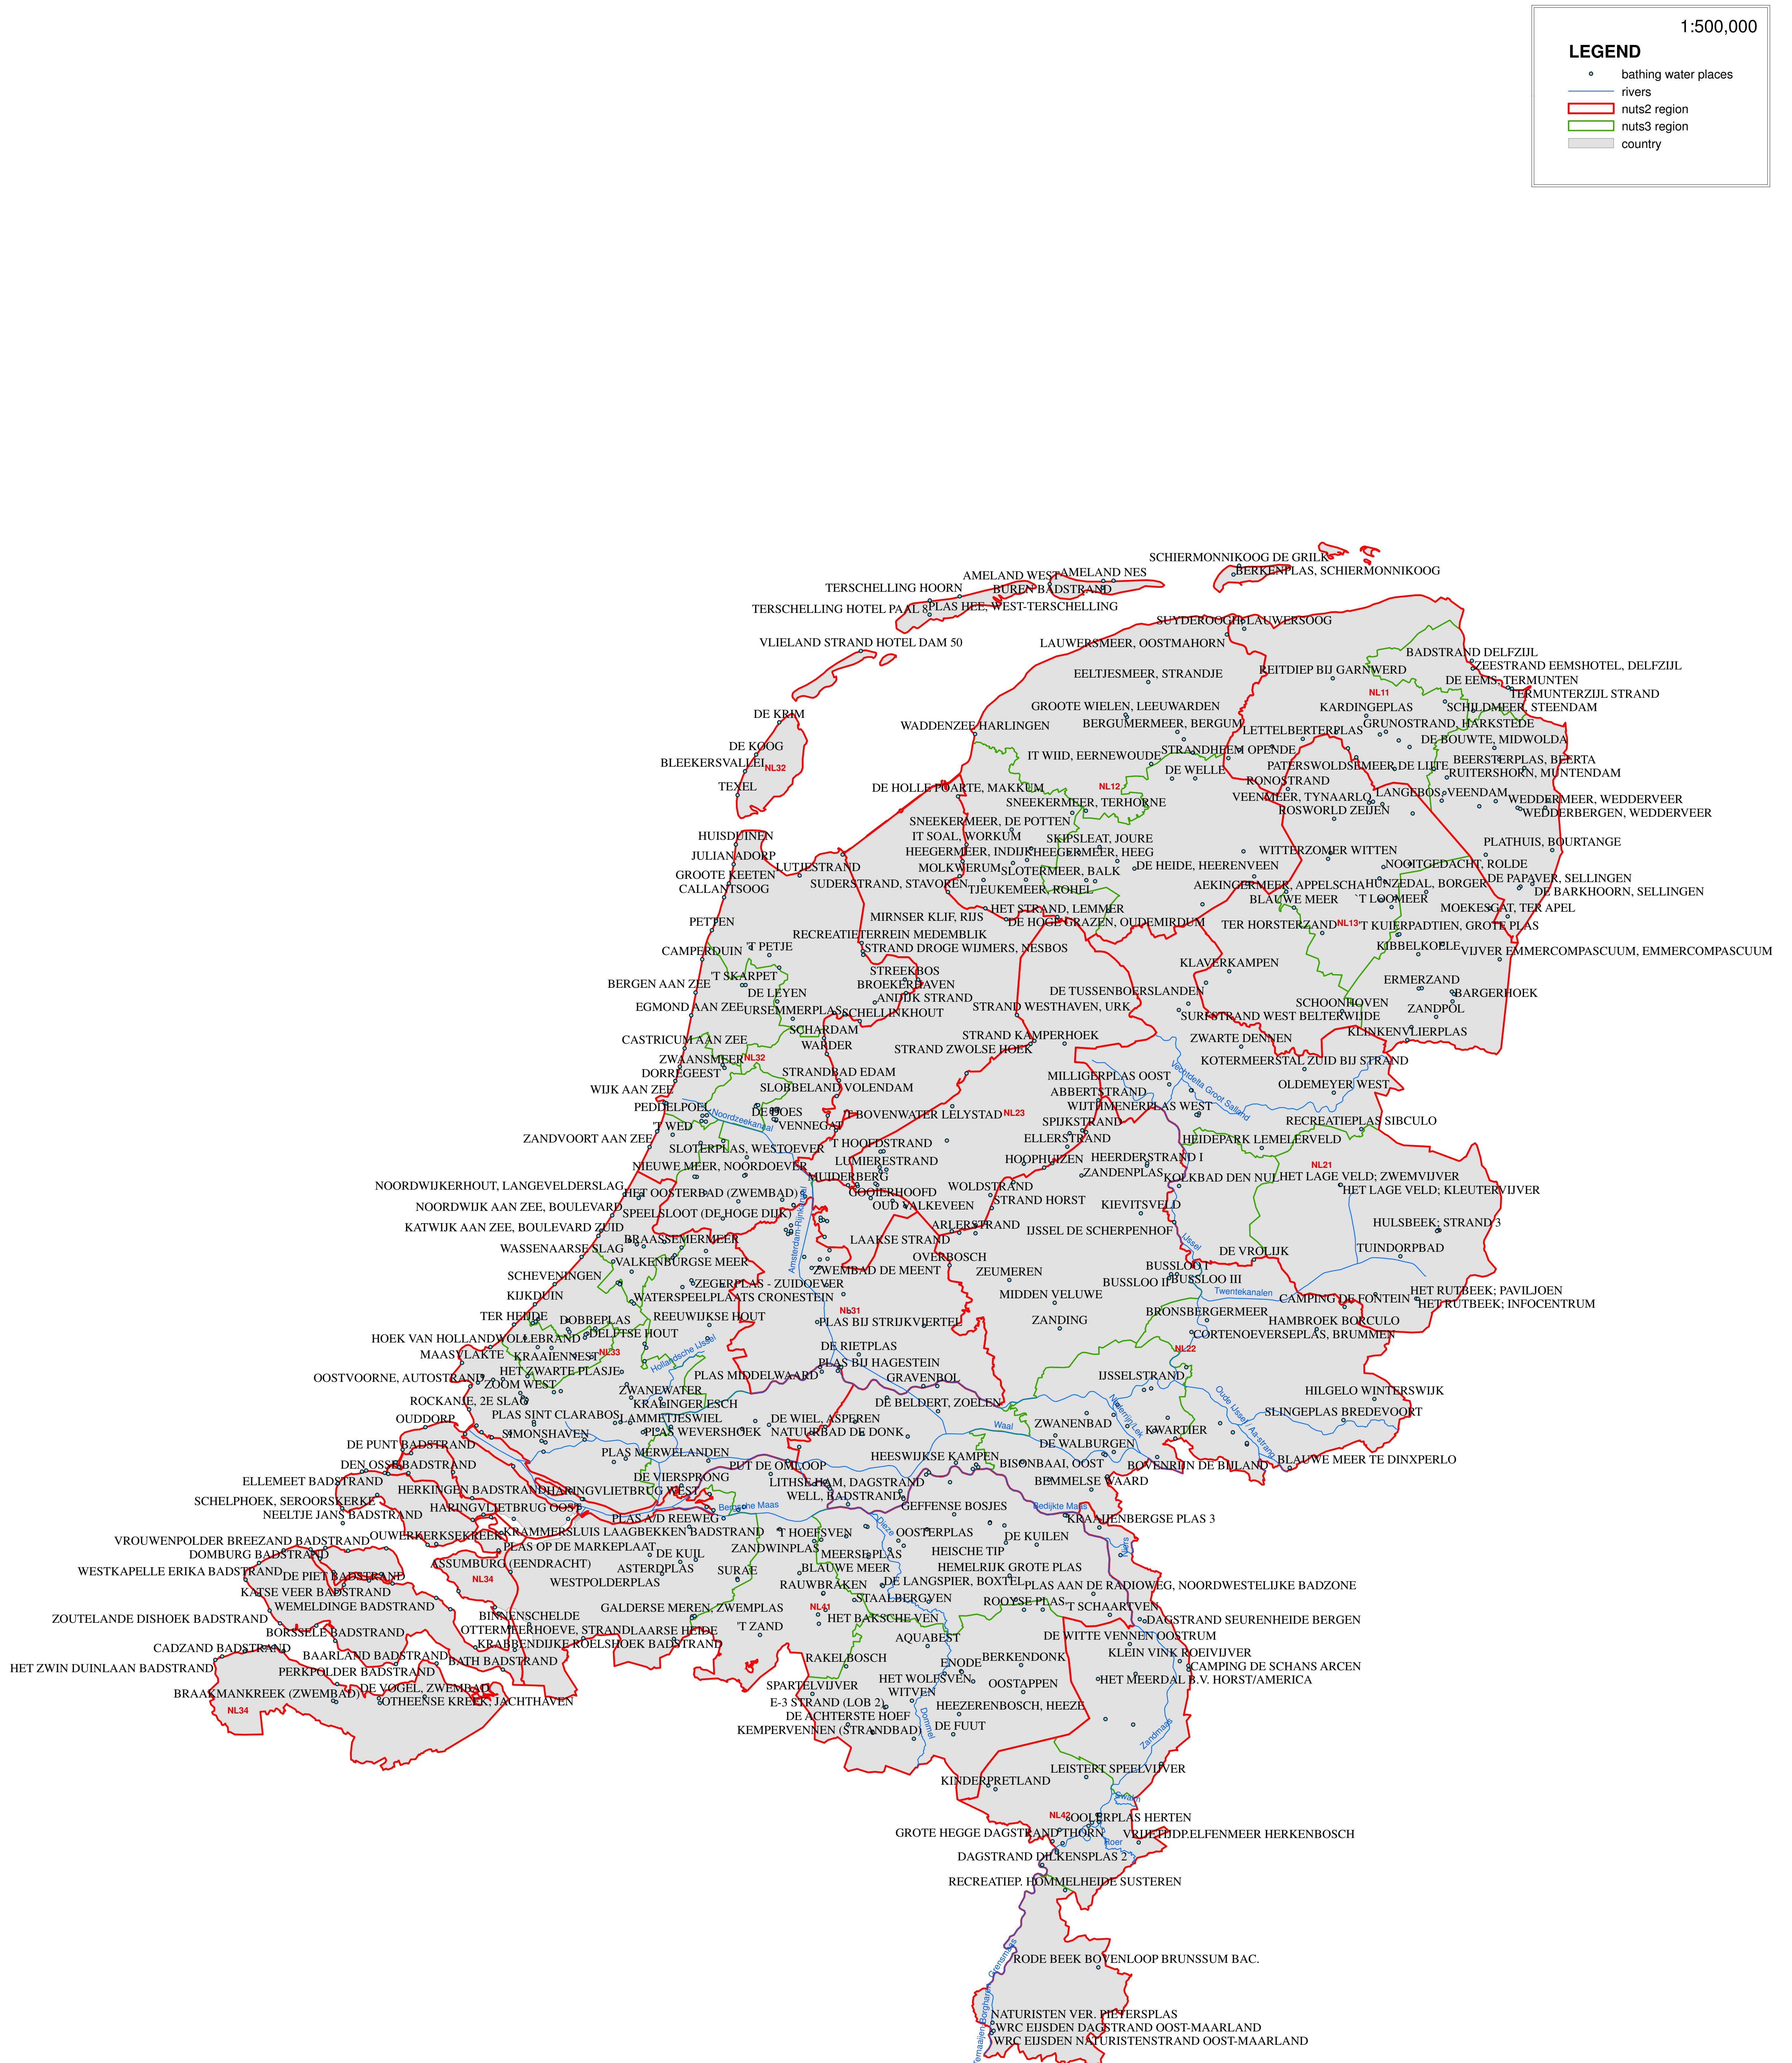 1:500,000
LEGEND
bathing water places
rivers
nuts2 region
nuts3 region
country
SCHIERMONNIKOOG DE GRILK
BERKENPLAS, SCHIERMONNIKOOG
AMELAND WEST
AMELAND NES
TERSCHELLING HOORN
BUREN BADSTRAND
TERSCHELLING HOTEL PAAL 8
PLAS HEE, WEST-TERSCHELLING
SUYDEROOGH LAUWERSOOG
VLIELAND STRAND HOTEL DAM 50
LAUWERSMEER, OOSTMAHORN
BADSTRAND DELFZIJL
ZEESTRAND EEMSHOTEL, DELFZIJL
EELTJESMEER, STRANDJE
REITDIEP BIJ GARNWERD
DE EEMS, TERMUNTEN
NL11
TERMUNTERZIJL STRAND
GROOTE WIELEN, LEEUWARDEN
KARDINGEPLAS
SCHILDMEER, STEENDAM
DE KRIM
WADDENZEE, HARLINGEN
BERGUMERMEER, BERGUM
LETTELBERTERPLAS
GRUNOSTRAND, HARKSTEDE
DE KOOG
DE BOUWTE, MIDWOLDA
IT WIID, EERNEWOUDE
STRANDHEEM OPENDE
BLEEKERSVALLEI
NL32
DE WELLE
PATERSWOLDSEMEER, DE LIJTE
BEERSTERPLAS, BEERTA
RUITERSHORN, MUNTENDAM
TEXEL
DE HOLLE POARTE, MAKKUM
NL12
RONOSTRAND
SNEEKERMEER, TERHORNE
VEENMEER, TYNAARLO
LANGEBOS, VEENDAM
WEDDERMEER, WEDDERVEER
ROSWORLD ZEIJEN
WEDDERBERGEN, WEDDERVEER
SNEEKERMEER, DE POTTEN
HUISDUINEN
IT SOAL, WORKUM
SKIPSLEAT, JOURE
PLATHUIS, BOURTANGE
JULIANADORP
HEEGERMEER, INDIJK
HEEGERMEER, HEEG
WITTERZOMER WITTEN
LUTJESTRAND
MOLKWERUM
SLOTERMEER, BALK
DE HEIDE, HEERENVEEN
NOOITGEDACHT, ROLDE
GROOTE KEETEN
SUDERSTRAND, STAVOREN
TJEUKEMEER, ROHEL
AEKINGERMEER, APPELSCHA
HUNZEDAL, BORGER
DE PAPAVER, SELLINGEN
CALLANTSOOG
BLAUWE MEER
`T LOOMEER
DE BARKHOORN, SELLINGEN
HET STRAND, LEMMER
MOEKESGAT, TER APEL
PETTEN
MIRNSER KLIF, RIJS
DE HOGE GRAZEN, OUDEMIRDUM
TER HORSTERZAND
NL13
'T KUIERPADTIEN, GROTE PLAS
RECREATIETERREIN MEDEMBLIK
CAMPERDUIN
'T PETJE
STRAND DROGE WIJMERS, NESBOS
KIBBELKOELE
VIJVER EMMERCOMPASCUUM, EMMERCOMPASCUUM
'T SKARPET
STREEKBOS
KLAVERKAMPEN
BERGEN AAN ZEE
BROEKERHAVEN
ERMERZAND
DE LEYEN
ANDIJK STRAND
DE TUSSENBOERSLANDEN
BARGERHOEK
EGMOND AAN ZEE
URSEMMERPLAS
SCHELLINKHOUT
STRAND WESTHAVEN, URK
SCHOONHOVEN
ZANDPOL
SURFSTRAND WEST BELTERWIJDE
CASTRICUM AAN ZEE
SCHARDAM
STRAND KAMPERHOEK
ZWARTE DENNEN
KLINKENVLIERPLAS
WARDER
STRAND ZWOLSE HOEK
ZWAANSMEER
NL32
KOTERMEERSTAL ZUID BIJ STRAND
DORREGEEST
STRANDBAD EDAM
MILLIGERPLAS OOST
Vechtdelta Groot Salland
OLDEMEYER WEST
WIJK AAN ZEE
SLOBBELAND VOLENDAM
ABBERTSTRAND
PEDDELPOEL
Noordzeekanaal
DE HOES
'T BOVENWATER LELYSTAD
NL23
WIJTHMENERPLAS WEST
'T WED
VENNEGAT
SPIJKSTRAND
RECREATIEPLAS SIBCULO
ZANDVOORT AAN ZEE
'T HOOFDSTRAND
ELLERSTRAND
HEIDEPARK LEMELERVELD
SLOTERPLAS, WESTOEVER
NIEUWE MEER, NOORDOEVER
LUMIERESTRAND
HOOPHUIZEN
HEERDERSTRAND I
NL21
MUIDERBERG
ZANDENPLAS
KOLKBAD DEN NUL
HET LAGE VELD; ZWEMVIJVER
NOORDWIJKERHOUT, LANGEVELDERSLAG
HET OOSTERBAD (ZWEMBAD)
GOOIERHOOFD
WOLDSTRAND
HET LAGE VELD; KLEUTERVIJVER
NOORDWIJK AAN ZEE, BOULEVARD
SPEELSLOOT (DE HOGE DIJK)
OUD VALKEVEEN
STRAND HORST
KIEVITSVELD
KATWIJK AAN ZEE, BOULEVARD ZUID
Amsterdam-Rijnkanaal
ARLERSTRAND
IJSSEL DE SCHERPENHOF
HULSBEEK; STRAND 3
BRAASSEMERMEER
LAAKSE STRAND
IJssel
WASSENAARSE SLAG
VALKENBURGSE MEER
OVERBOSCH
DE VROLIJK
TUINDORPBAD
SCHEVENINGEN
ZEGERPLAS - ZUIDOEVER
ZWEMBAD DE MEENT
ZEUMEREN
BUSSLOO I
BUSSLOO II
BUSSLOO III
KIJKDUIN
WATERSPEELPLAATS CRONESTEIN
MIDDEN VELUWE
Twentekanalen
CAMPING DE FONTEIN
HET RUTBEEK; PAVILJOEN
HET RUTBEEK; INFOCENTRUM
TER HEIJDE
DOBBEPLAS
REEUWIJKSE HOUT
NL31
PLAS BIJ STRIJKVIERTEL
ZANDING
BRONSBERGERMEER
HAMBROEK BORCULO
HOEK VAN HOLLAND
WOLLEBRAND
DELFTSE HOUT
CORTENOEVERSEPLAS, BRUMMEN
MAASVLAKTE
KRAAIENNEST
NL33
Hollandsche IJssel
DE RIETPLAS
NL22
OOSTVOORNE, AUTOSTRAND
HET ZWARTE PLASJE
PLAS MIDDELWAARD
PLAS BIJ HAGESTEIN
GRAVENBOL
IJSSELSTRAND
ZOOM WEST
ZWANEWATER
ROCKANJE, 2E SLAG
KRALINGER ESCH
DE BELDERT, ZOELEN
Nederrijn/Lek
Oude IJssel / Aa-strang
HILGELO WINTERSWIJK
OUDDORP
PLAS SINT CLARABOS
LAMMETJESWIEL
DE WIEL, ASPEREN
Waal
ZWANENBAD
KWARTIER
SLINGEPLAS BREDEVOORT
SIMONSHAVEN
PLAS WEVERSHOEK
NATUURBAD DE DONK
DE PUNT BADSTRAND
PLAS MERWELANDEN
HEESWIJKSE KAMPEN
DE WALBURGEN
BLAUWE MEER TE DINXPERLO
DEN OSSE BADSTRAND
PUT DE OMLOOP
BISONBAAI, OOST
BOVENRIJN DE BIJLAND
ELLEMEET BADSTRAND
DE VIERSPRONG
LITHSE HAM, DAGSTRAND
BEMMELSE WAARD
HERKINGEN BADSTRAND
HARINGVLIETBRUG WEST
WELL, BADSTRAND
SCHELPHOEK, SEROORSKERKE
HARINGVLIETBRUG OOST
Bergsche Maas
GEFFENSE BOSJES
Bedijkte Maas
NEELTJE JANS BADSTRAND
PLAS A/D REEWEG
KRAAIJENBERGSE PLAS 3
VROUWENPOLDER BREEZAND BADSTRAND
OUWERKERKSEKREEK
KRAMMERSLUIS LAAGBEKKEN BADSTRAND
'T HOEFSVEN
Dieze
OOSTERPLAS
DE KUILEN
DOMBURG BADSTRAND
PLAS OP DE MARKEPLAAT
DE KUIL
ZANDWINPLAS
MEERSE PLAS
HEISCHE TIP
Niers
WESTKAPELLE ERIKA BADSTRAND
DE PIET BADSTRAND
ASSUMBURG (EENDRACHT)
ASTERDPLAS
SURAE
BLAUWE MEER
HEMELRIJK GROTE PLAS
KATSE VEER BADSTRAND
NL34
WESTPOLDERPLAS
RAUWBRAKEN
DE LANGSPIER, BOXTEL
PLAS AAN DE RADIOWEG, NOORDWESTELIJKE BADZONE
WEMELDINGE BADSTRAND
GALDERSE MEREN, ZWEMPLAS
NL41
STAALBERGVEN
ROOYSE PLAS
'T SCHAARTVEN
ZOUTELANDE DISHOEK BADSTRAND
BINNENSCHELDE
HET BAKSCHE VEN
DAGSTRAND SEURENHEIDE BERGEN
BORSSELE BADSTRAND
OTTERMEERHOEVE, STRANDLAARSE HEIDE
'T ZAND
AQUABEST
DE WITTE VENNEN OOSTRUM
CADZAND BADSTRAND
KRABBENDIJKE ROELSHOEK BADSTRAND
BAARLAND BADSTRAND
RAKELBOSCH
BERKENDONK
KLEIN VINK ROEIVIJVER
HET ZWIN DUINLAAN BADSTRAND
BATH BADSTRAND
ENODE
CAMPING DE SCHANS ARCEN
PERKPOLDER BADSTRAND
HET WOLFSVEN
HET MEERDAL B.V. HORST/AMERICA
BRAAKMANKREEK (ZWEMBAD)
DE VOGEL, ZWEMBAD
SPARTELVIJVER
WITVEN
OOSTAPPEN
OTHEENSE KREEK; JACHTHAVEN
E-3 STRAND (LOB 2)
HEEZERENBOSCH, HEEZE
NL34
DE ACHTERSTE HOEF
Dommel
KEMPERVENNEN (STRANDBAD)
DE FUUT
Zandmaas
LEISTERT SPEELVIJVER
KINDERPRETLAND
Swalm
NL42
OOLERPLAS HERTEN
GROTE HEGGE DAGSTRAND THORN
VRIJETIJDP.ELFENMEER HERKENBOSCH
Roer
DAGSTRAND DILKENSPLAS 2
RECREATIEP. HOMMELHEIDE SUSTEREN
Grensmaas
RODE BEEK BOVENLOOP BRUNSSUM BAC.
NATURISTEN VER. PIETERSPLAS
WRC EIJSDEN DAGSTRAND OOST-MAARLAND
WRC EIJSDEN NATURISTENSTRAND OOST-MAARLAND